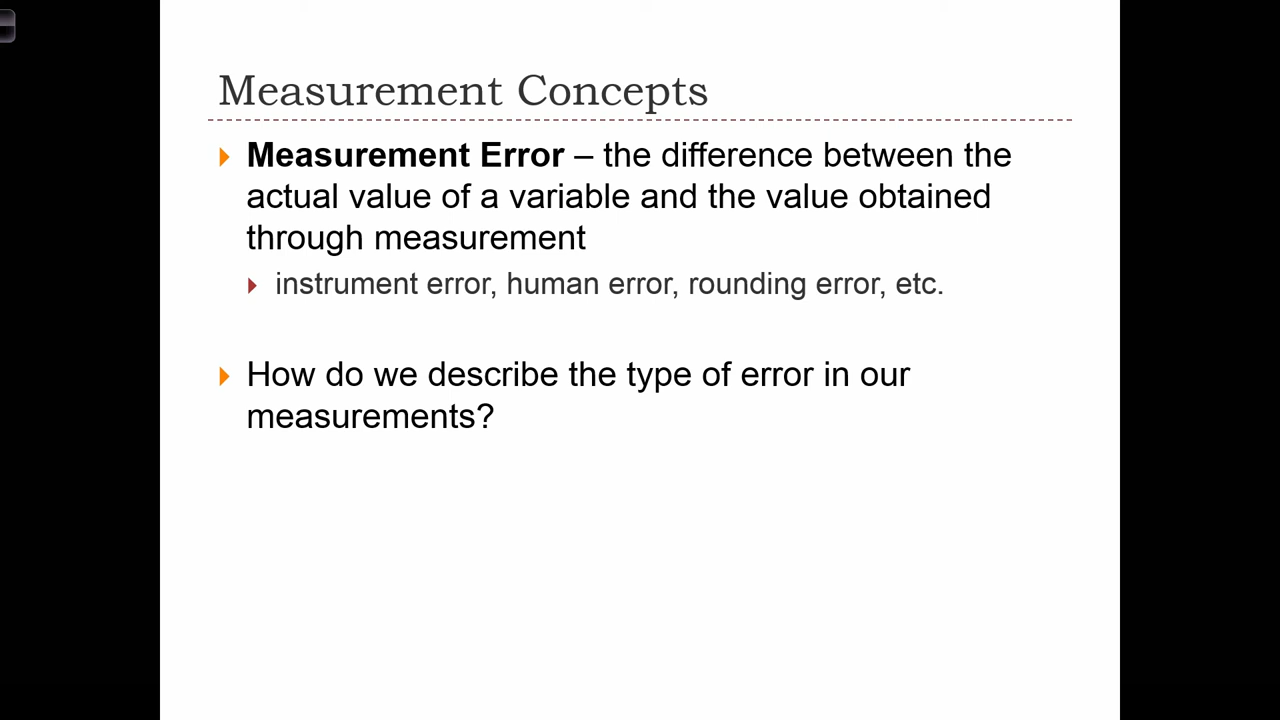 Measurement Concepts
Measurement Error – the difference between the
actual value of a variable and the value obtained
through measurement
instrument error, human error, rounding error, etc.
How do we describe the type of error in our
measurements?